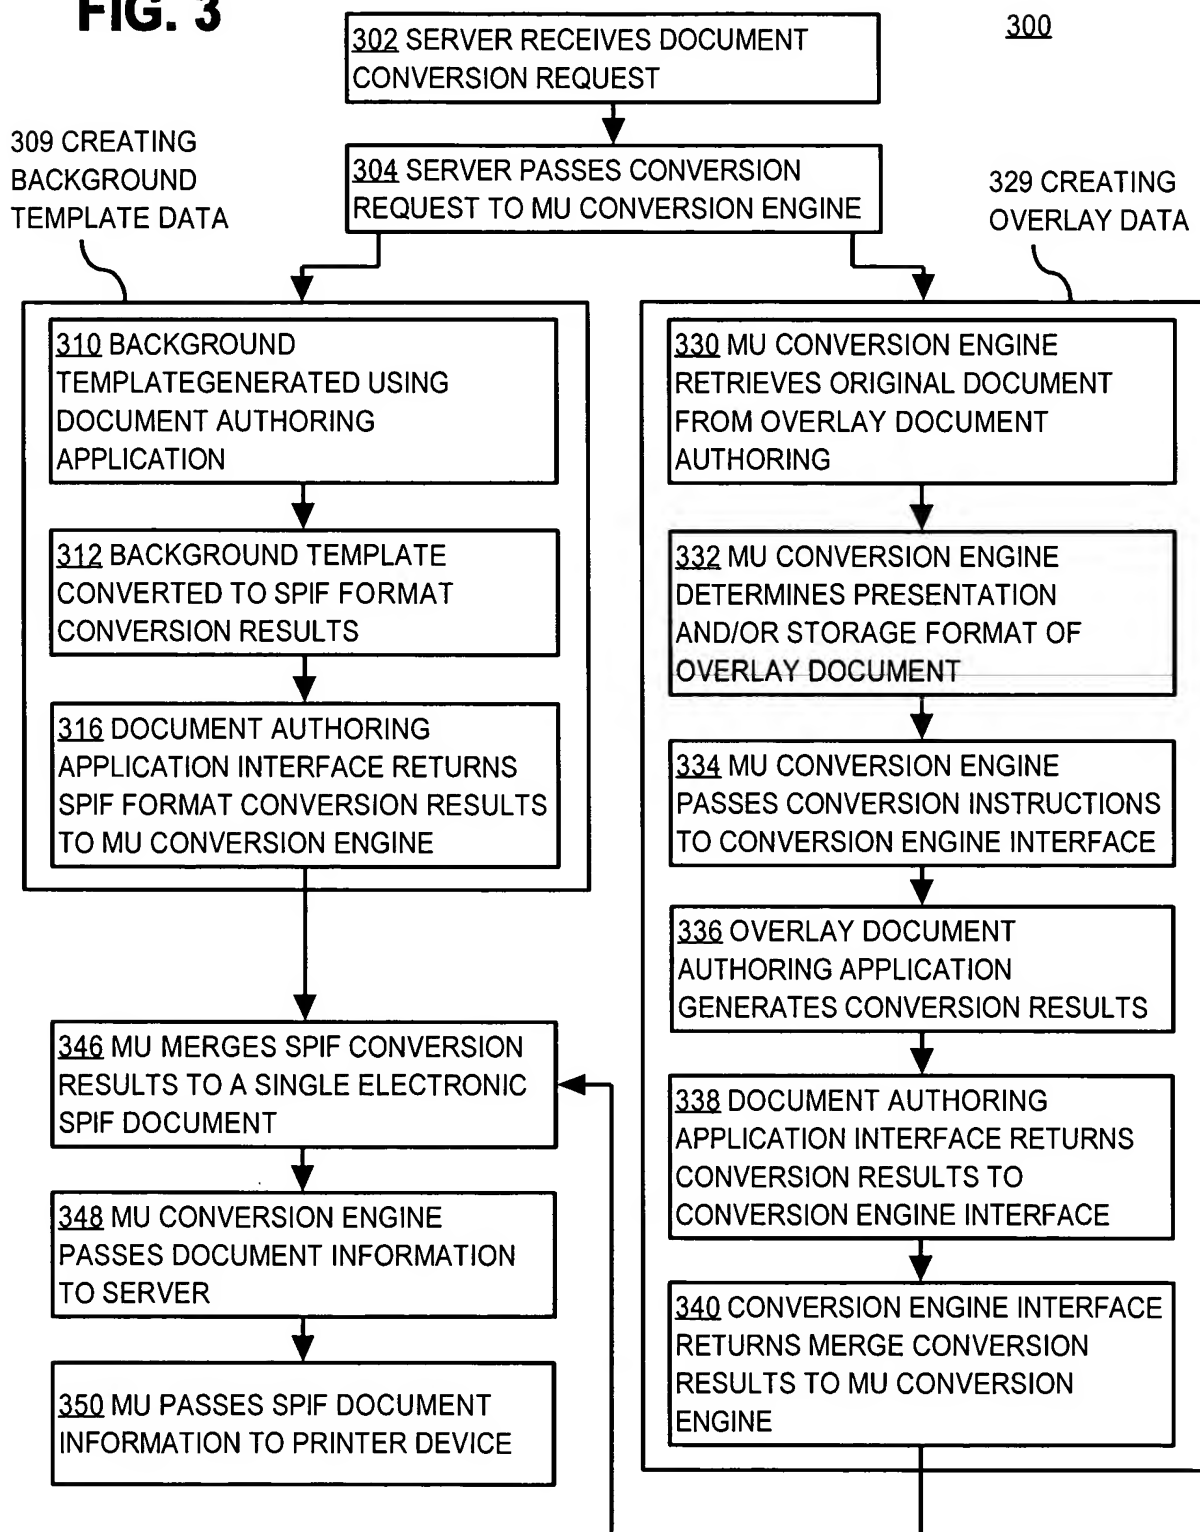 FIG. 3
300
302 SERVER RECEIVES DOCUMENT
CONVERSION REQUEST
304 SERVER PASSES CONVERSION
REQUEST TO MU CONVERSION ENGINE
309 CREATING
BACKGROUND
TEMPLATE DATA
329 CREATING
OVERLAY DATA
310 BACKGROUND
TEMPLATEGENERATED USING
DOCUMENT AUTHORING
APPLICATION
312 BACKGROUND TEMPLATE
CONVERTED TO SPIF FORMAT
CONVERSION RESULTS
316 DOCUMENT AUTHORING
APPLICATION INTERFACE RETURNS
SPIF FORMAT CONVERSION RESULTS
TO MU CONVERSION ENGINE
330 MU CONVERSION ENGINE
RETRIEVES ORIGINAL DOCUMENT
FROM OVERLAY DOCUMENT
AUTHORING
332 MU CONVERSION ENGINE
DETERMINES PRESENTATION
AND/OR STORAGE FORMAT OF
OVERLAY DOCUMENT
334 MU CONVERSION ENGINE
PASSES CONVERSION INSTRUCTIONS
TO CONVERSION ENGINE INTERFACE
336 OVERLAY DOCUMENT
AUTHORING APPLICATION
GENERATES CONVERSION RESULTS
338 DOCUMENT AUTHORING
APPLICATION INTERFACE RETURNS
CONVERSION RESULTS TO
CONVERSION ENGINE INTERFACE
340 CONVERSION ENGINE INTERFACE
RETURNS MERGE CONVERSION
RESULTS TO MU CONVERSION
ENGINE
346 MU MERGES SPIF CONVERSION
RESULTS TO A SINGLE ELECTRONIC
SPIF DOCUMENT
348 MU CONVERSION ENGINE
PASSES DOCUMENT INFORMATION
TO SERVER
350 MU PASSES SPIF DOCUMENT
INFORMATION TO PRINTER DEVICE